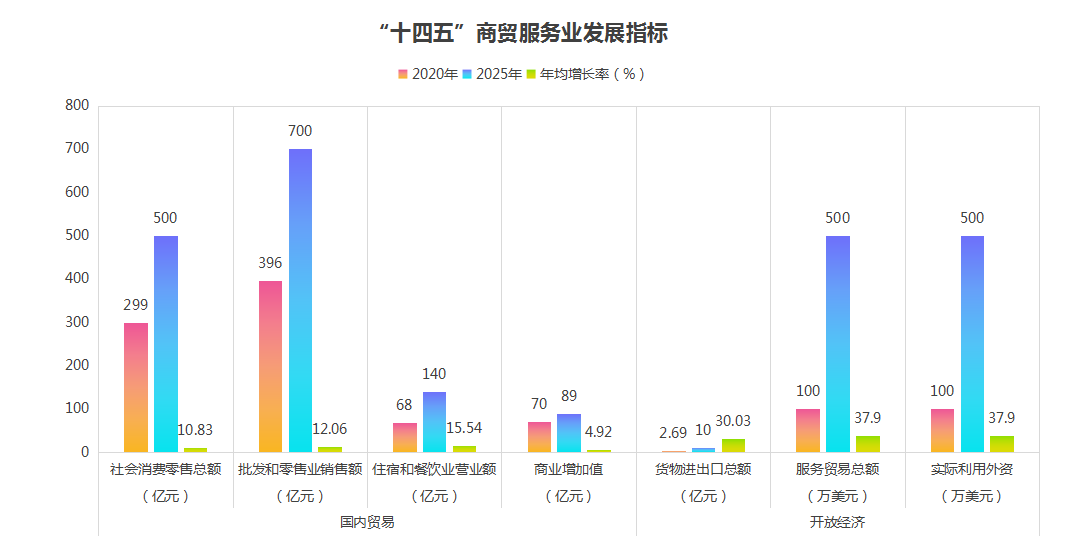 “十四五”商贸服务业发展指标
2020年 2025年 年均增长率（%）
800
700
600
500
400
300
200
100
0
299 500 10.83
396 700 12.06
68 140 15.54
70 89 4.92
2.69 10 30.03
100 500 37.9
100 500 37.9
社会消费零售总额 批发和零售业销售额 住宿和餐饮业营业额 商业增加值 货物进出口总额 服务贸易总额 实际利用外资
（亿元） （亿元） （亿元） （亿元） （亿元） （万美元） （万美元）
国内贸易 开放经济